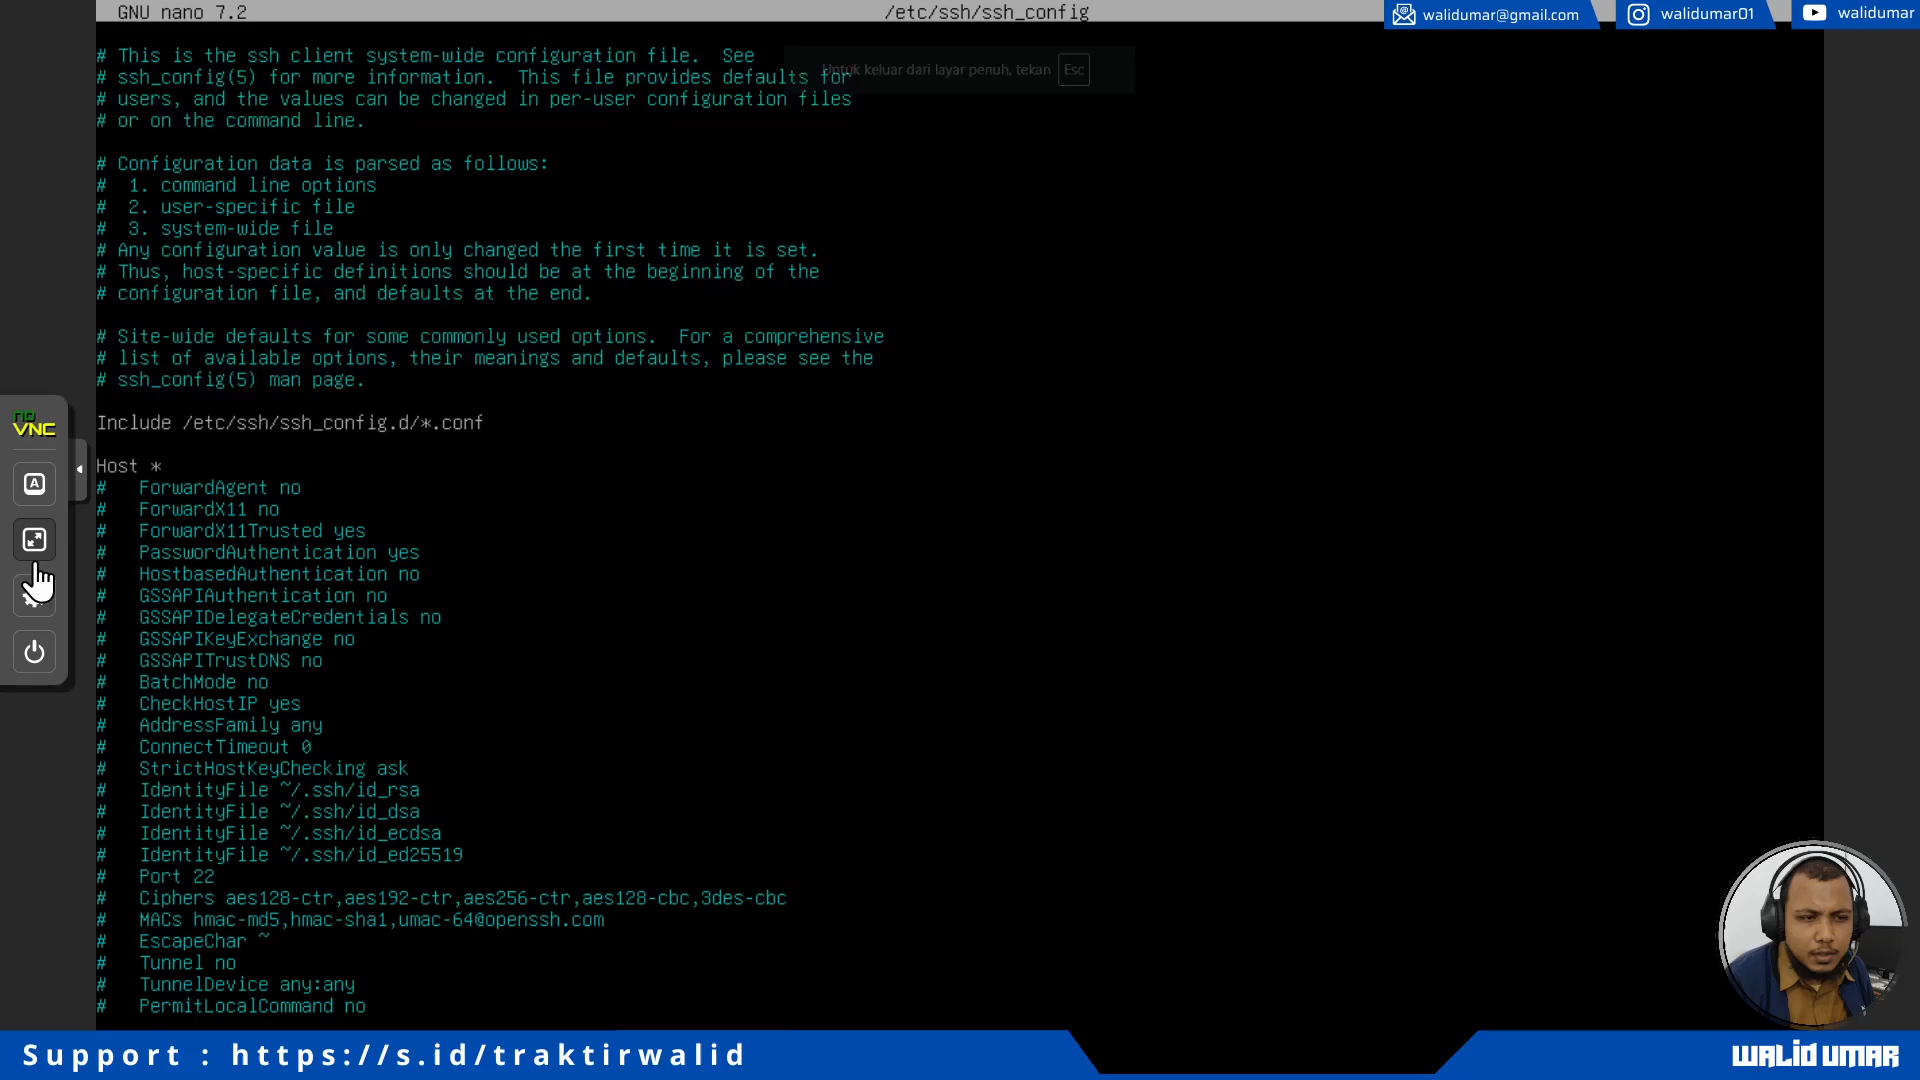 GNU nano 7.2 /etc/ssh/ssh_config
walidumar@gmail.com walidumar01 walidumar
# This is the ssh client system-wide configuration file.  See
# ssh_config(5) for more information.  This file provides defaults for
Untuk keluar dari layar penuh, tekan Esc
# users, and the values can be changed in per-user configuration files
# or on the command line.
# Configuration data is parsed as follows:
#  1. command line options
#  2. user-specific file
#  3. system-wide file
# Any configuration value is only changed the first time it is set.
# Thus, host-specific definitions should be at the beginning of the
# configuration file, and defaults at the end.
# Site-wide defaults for some commonly used options.  For a comprehensive
# list of available options, their meanings and defaults, please see the
# ssh_config(5) man page.
Include /etc/ssh/ssh_config.d/*.conf
Host *
#   ForwardAgent no
#   ForwardX11 no
#   ForwardX11Trusted yes
#   PasswordAuthentication yes
#   HostbasedAuthentication no
#   GSSAPIAuthentication no
#   GSSAPIDelegateCredentials no
#   GSSAPIKeyExchange no
#   GSSAPITrustDNS no
#   BatchMode no
#   CheckHostIP yes
#   AddressFamily any
#   ConnectTimeout 0
#   StrictHostKeyChecking ask
#   IdentityFile ~/.ssh/id_rsa
#   IdentityFile ~/.ssh/id_dsa
#   IdentityFile ~/.ssh/id_ecdsa
#   IdentityFile ~/.ssh/id_ed25519
#   Port 22
#   Ciphers aes128-ctr,aes192-ctr,aes256-ctr,aes128-cbc,3des-cbc
#   MACs hmac-md5,hmac-sha1,umac-64@openssh.com
#   EscapeChar ~
#   Tunnel no
#   TunnelDevice any:any
#   PermitLocalCommand no
no
VNC
A
Support : https://s.id/traktirwalid
WALID UMAR